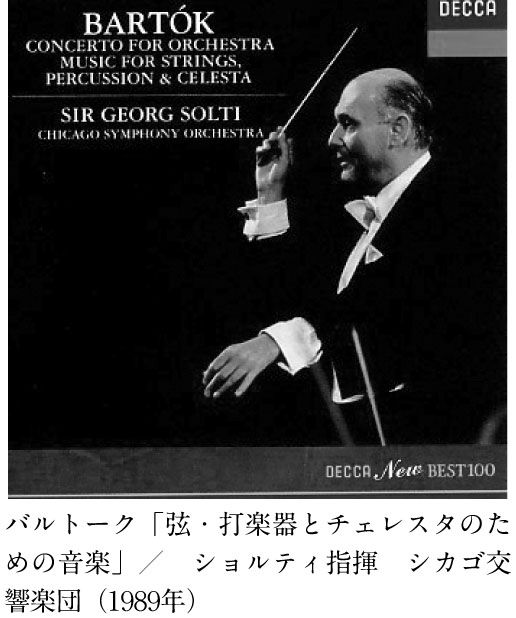 BARTÓK
CONCERTO FOR ORCHESTRA
MUSIC FOR STRINGS,
PERCUSSION & CELESTA
SIR GEORG SOLTI
CHICAGO SYMPHONY ORCHESTRA
DECCA
DECCA New BEST100
バルトーク「弦・打楽器とチェレスタのた
めの音楽」／　ショルティ指揮　シカゴ交
響楽団（1989年）